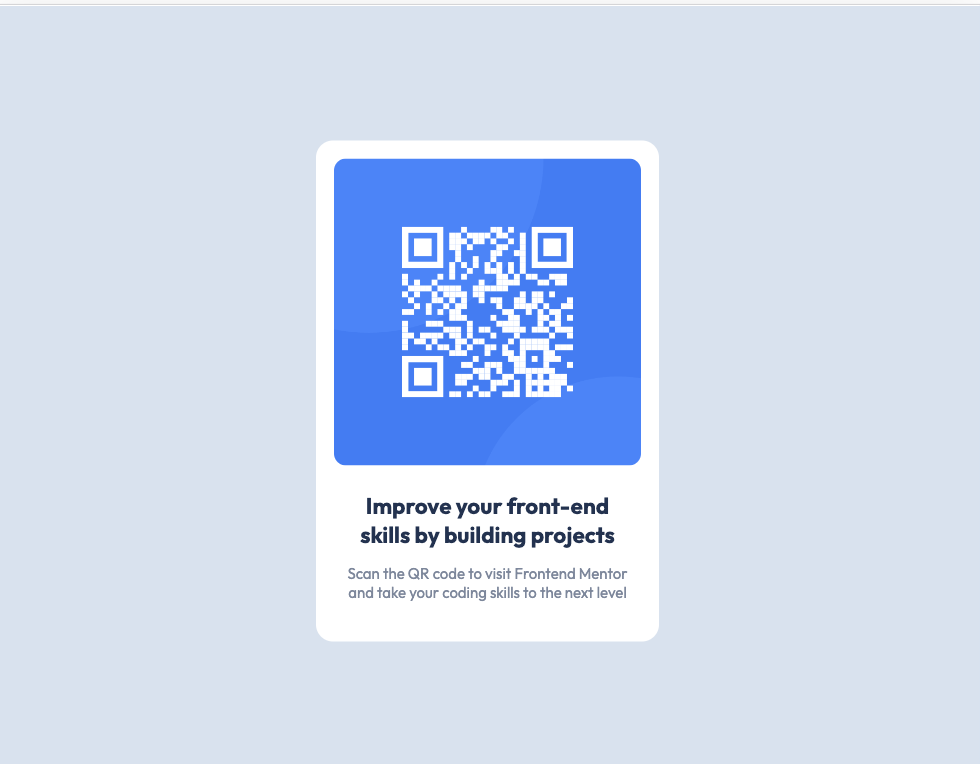 Improve your front-end
skills by building projects
Scan the QR code to visit Frontend Mentor
and take your coding skills to the next level